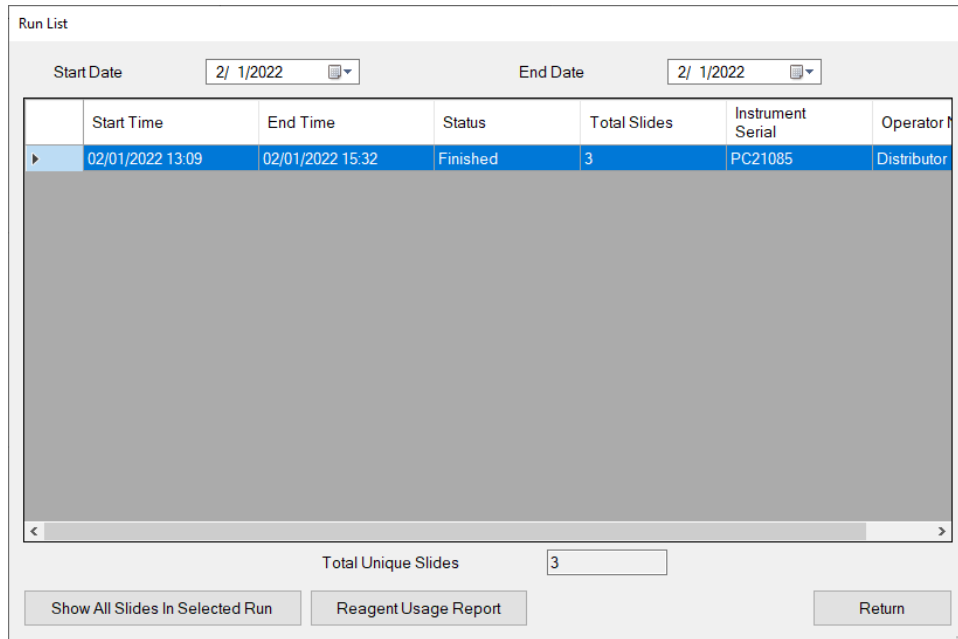 Run List
Start Date 2/ 1/2022 End Date 2/ 1/2022
Start Time End Time Status Total Slides Instrument Serial Operator N
02/01/2022 13:09 02/01/2022 15:32 Finished 3 PC21085 Distributor
Total Unique Slides 3
Show All Slides In Selected Run Reagent Usage Report Return